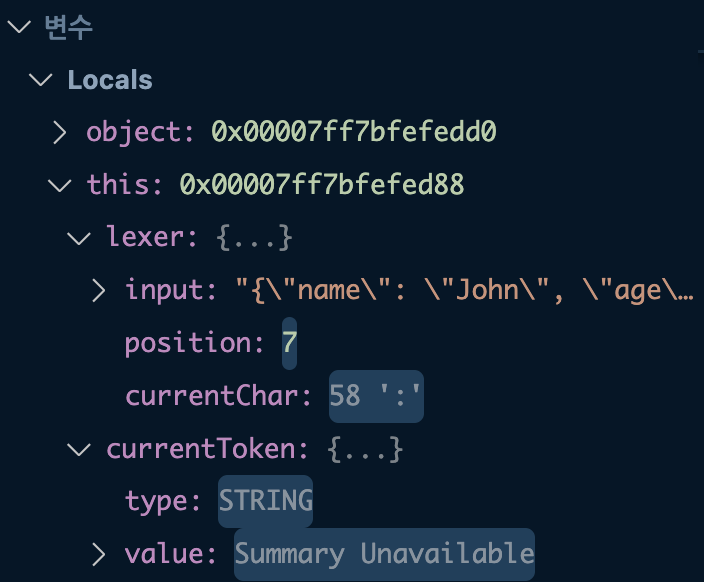 변수
Locals
object: 0x00007ff7bfefedd0
this: 0x00007ff7bfefed88
lexer: {...}
input: "{\"name\": \"John\", \"age\…
position: 7
currentChar: 58 ':'
currentToken: {...}
type: STRING
value: Summary Unavailable